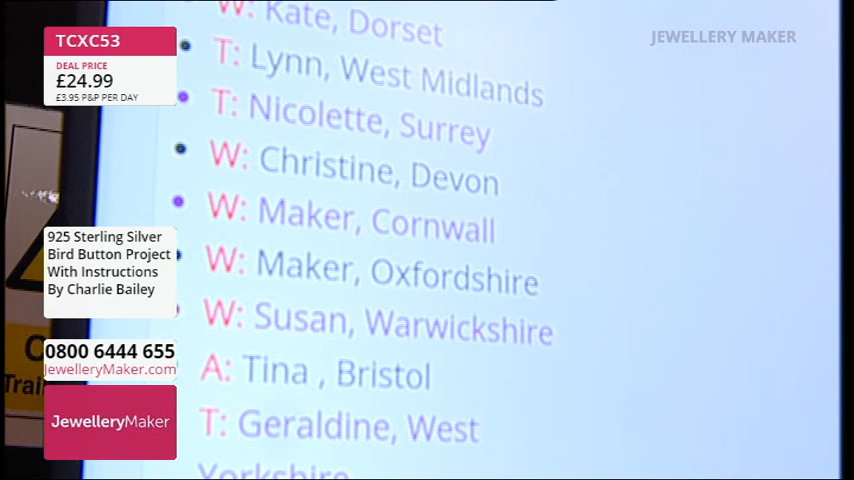 TCXC53
DEAL PRICE
£24.99
£3.95 P&P PER DAY
JEWELLERY MAKER
W: Kate, Dorset
T: Lynn, West Midlands
T: Nicolette, Surrey
W: Christine, Devon
W: Maker, Cornwall
W: Maker, Oxfordshire
W: Susan, Warwickshire
A: Tina , Bristol
T: Geraldine, West
Yorkshire
925 Sterling Silver
Bird Button Project
With Instructions
By Charlie Bailey
0800 6444 655
JewelleryMaker.com
JewelleryMaker